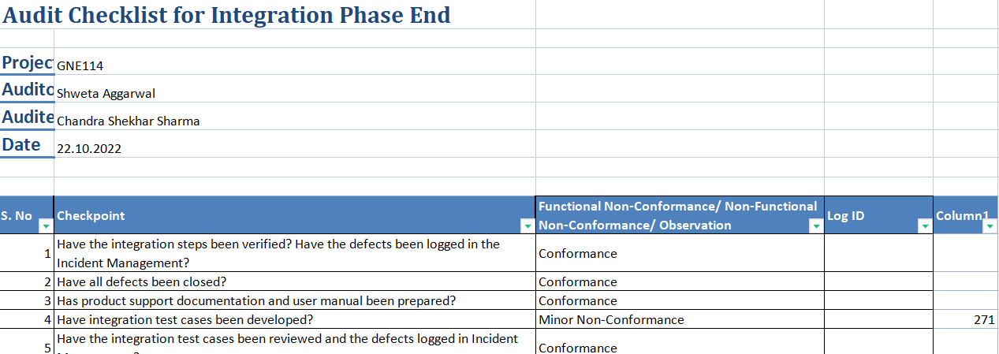 Audit Checklist for Integration Phase End
Projec GNE114
Audito Shweta Aggarwal
Audite Chandra Shekhar Sharma
Date 22.10.2022
S. No Checkpoint Functional Non-Conformance/ Non-Functional Non-Conformance/ Observation Log ID Column1
1 Have the integration steps been verified? Have the defects been logged in the Incident Management? Conformance
2 Have all defects been closed? Conformance
3 Has product support documentation and user manual been prepared? Conformance
4 Have integration test cases been developed? Minor Non-Conformance 271
5 Have the integration test cases been reviewed and the defects logged in Incident Conformance